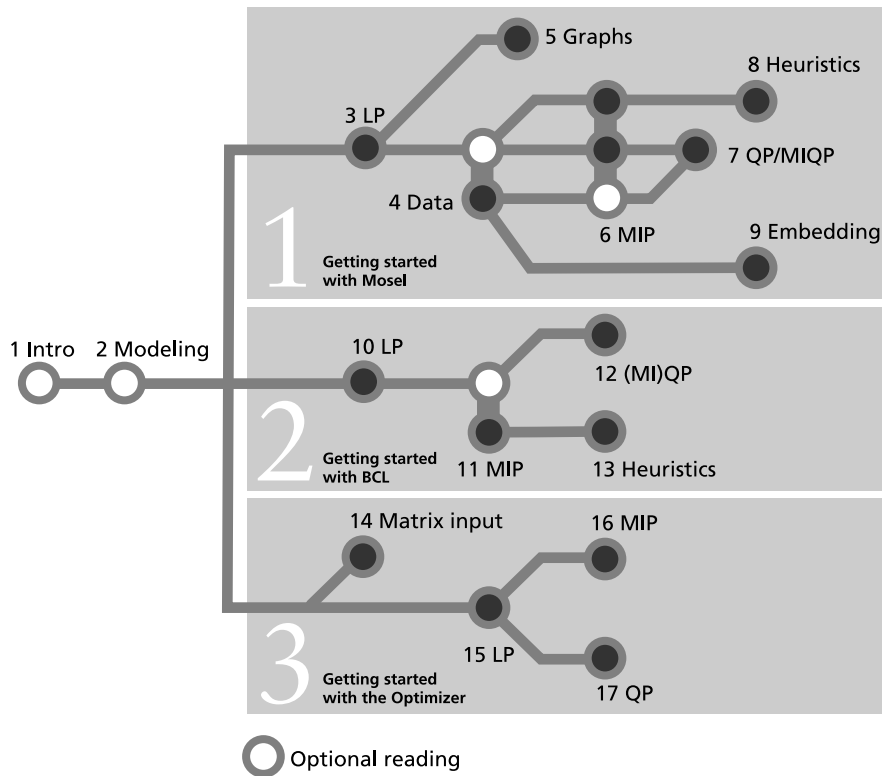 5 Graphs
8 Heuristics
3 LP
7 QP/MIQP
4 Data
6 MIP
9 Embedding
1
Getting started
with Mosel
1 Intro
2 Modeling
10 LP
12 (MI)QP
2
Getting started
with BCL
11 MIP
13 Heuristics
14 Matrix input
16 MIP
15 LP
3
Getting started
with the Optimizer
17 QP
Optional reading